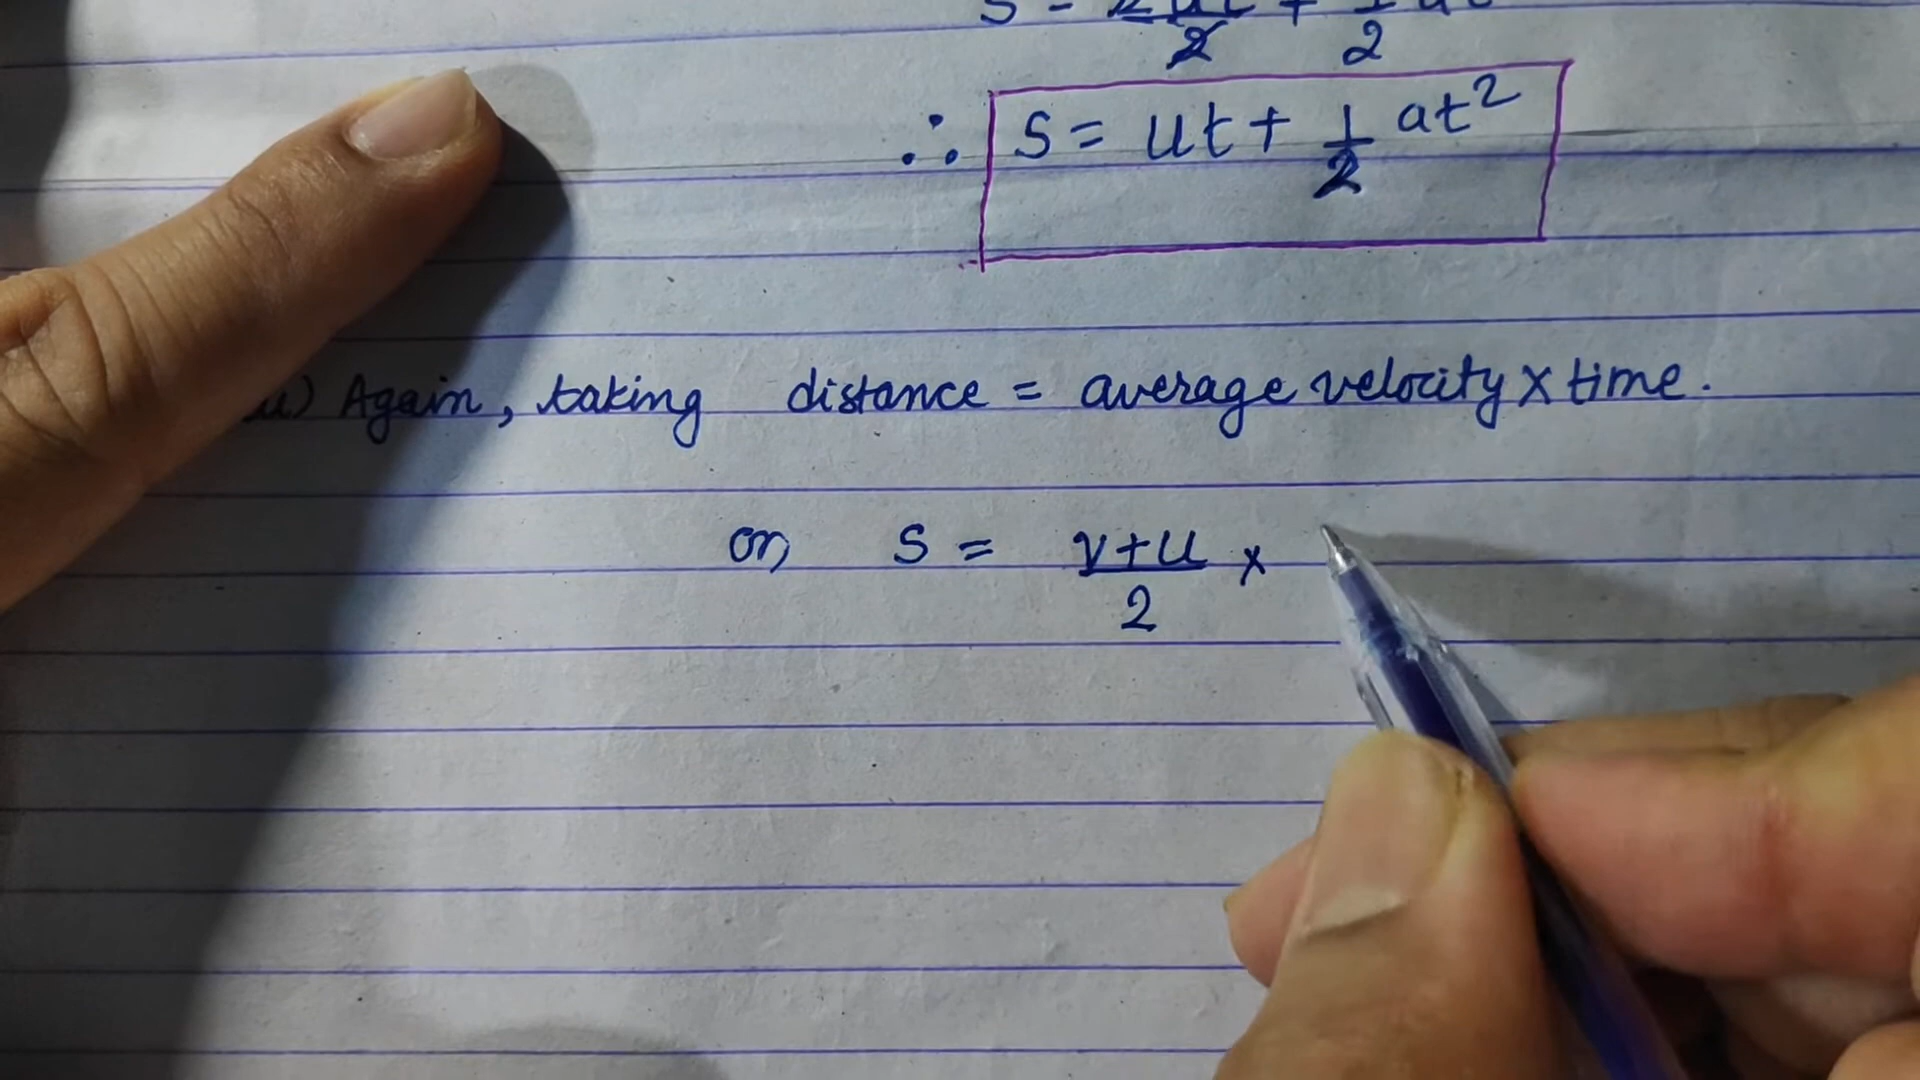 ∴ S = ut + 1/2 at²
Again, taking distance = average velocity x time.
or, S = v+u/2 x